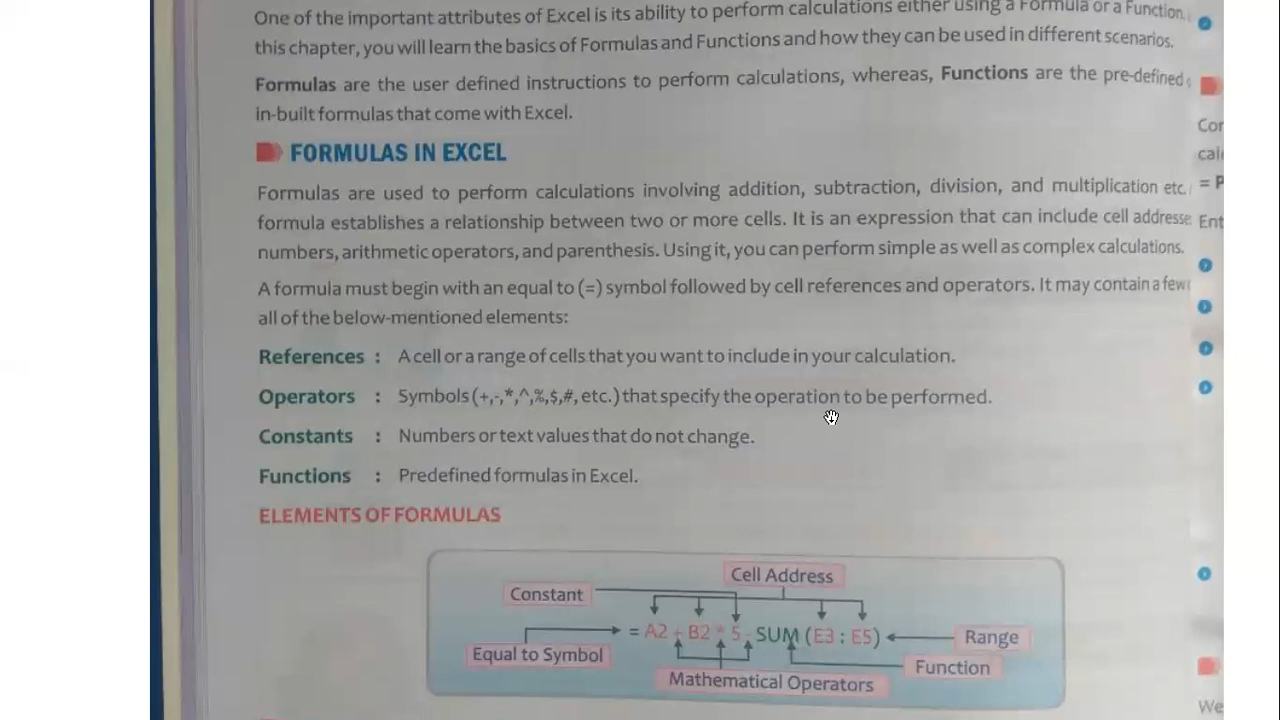 One of the important attributes of Excel is its ability to perform calculations either using a Formula or a Function.
this chapter, you will learn the basics of Formulas and Functions and how they can be used in different scenarios.
Formulas are the user defined instructions to perform calculations, whereas, Functions are the pre-defined
in-built formulas that come with Excel.
FORMULAS IN EXCEL
Formulas are used to perform calculations involving addition, subtraction, division, and multiplication etc.
formula establishes a relationship between two or more cells. It is an expression that can include cell addresse
numbers, arithmetic operators, and parenthesis. Using it, you can perform simple as well as complex calculations.
A formula must begin with an equal to (=) symbol followed by cell references and operators. It may contain a few
all of the below-mentioned elements:
References : A cell or a range of cells that you want to include in your calculation.
Operators : Symbols (+,-,*,^,%,$,#, etc.) that specify the operation to be performed.
Constants : Numbers or text values that do not change.
Functions : Predefined formulas in Excel.
ELEMENTS OF FORMULAS
Cell Address
Constant
= A2 + B2 * 5 - SUM (E3 : E5)
Range
Equal to Symbol
Function
Mathematical Operators
Cor
= P
Ent
We